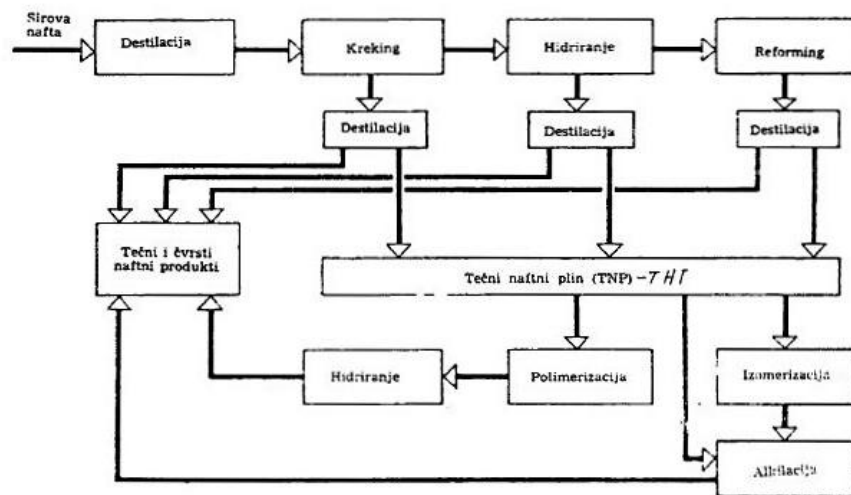 Sirova
nafta
Destilacija
Kreking
Hidriranje
Reforming
Destilacija
Destilacija
Destilacija
Tečni i čvrsti
naftni produkti
Tečni naftni plin (TNP) - THT
Hidriranje
Polimerizacija
Izomerizacija
Alkilacija